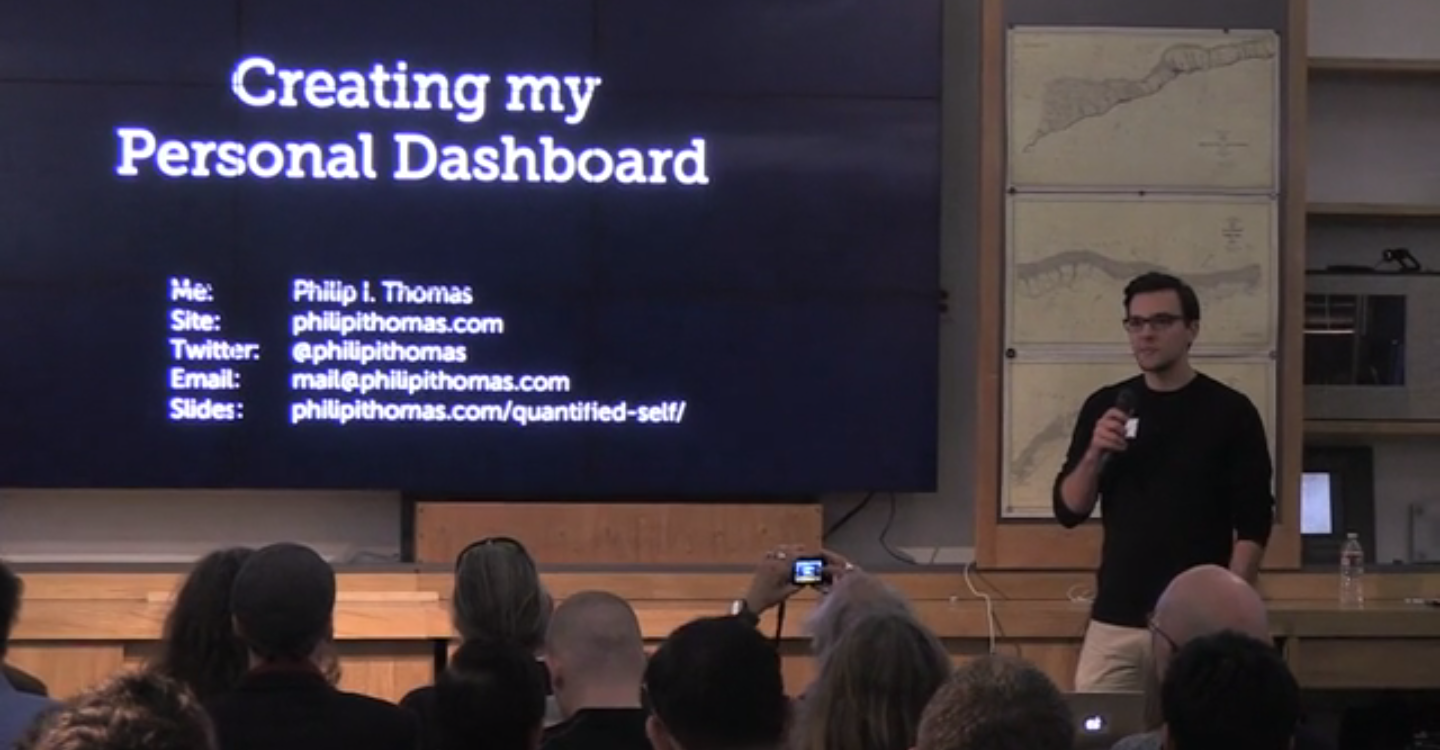 Creating my
Personal Dashboard
Me: Philip i. Thomas
Site: philipithomas.com
Twitter: @philipithomas
Email: mail@philipithomas.com
Slides: philipithomas.com/quantified-self/